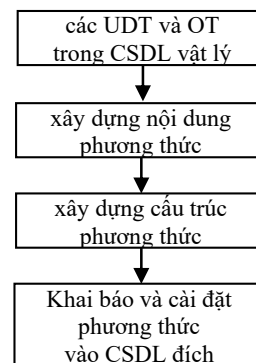 các UDT và OT
trong CSDL vật lý
xây dựng nội dung
phương thức
xây dựng cấu trúc
phương thức
Khai báo và cài đặt
phương thức
vào CSDL đích